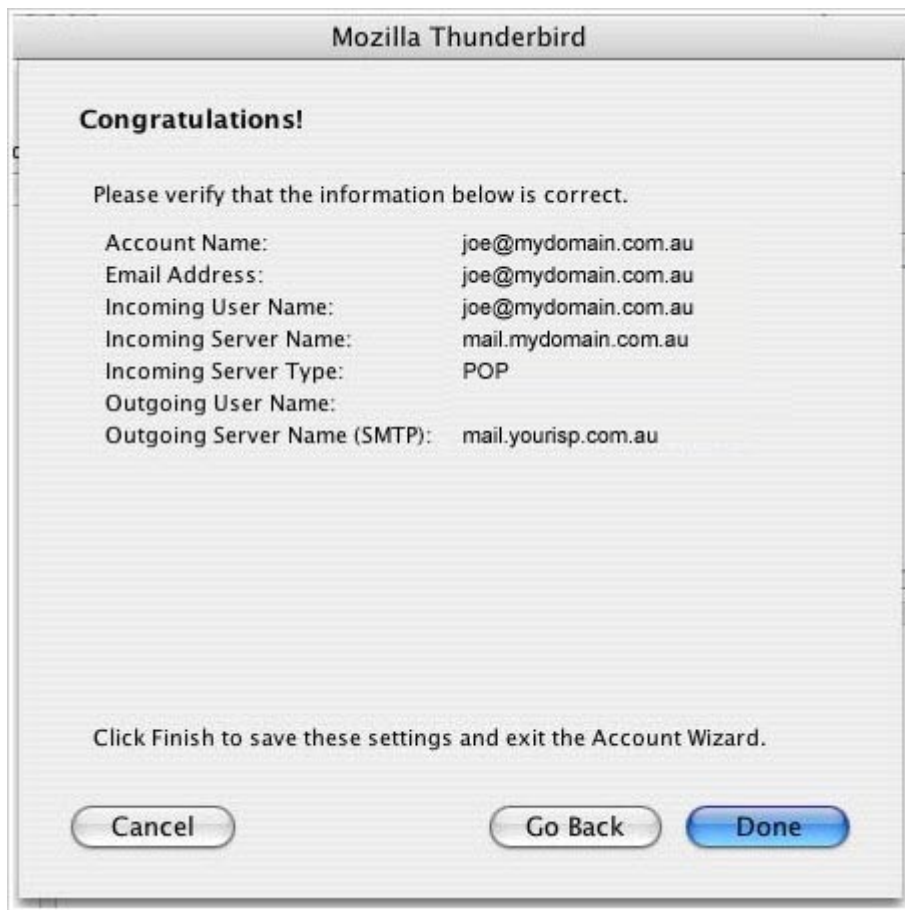 Mozilla Thunderbird
Congratulations!
Please verify that the information below is correct.
Account Name: joe@mydomain.com.au
Email Address: joe@mydomain.com.au
Incoming User Name: joe@mydomain.com.au
Incoming Server Name: mail.mydomain.com.au
Incoming Server Type: POP
Outgoing User Name:
Outgoing Server Name (SMTP): mail.yourisp.com.au
Click Finish to save these settings and exit the Account Wizard.
Cancel Go Back Done